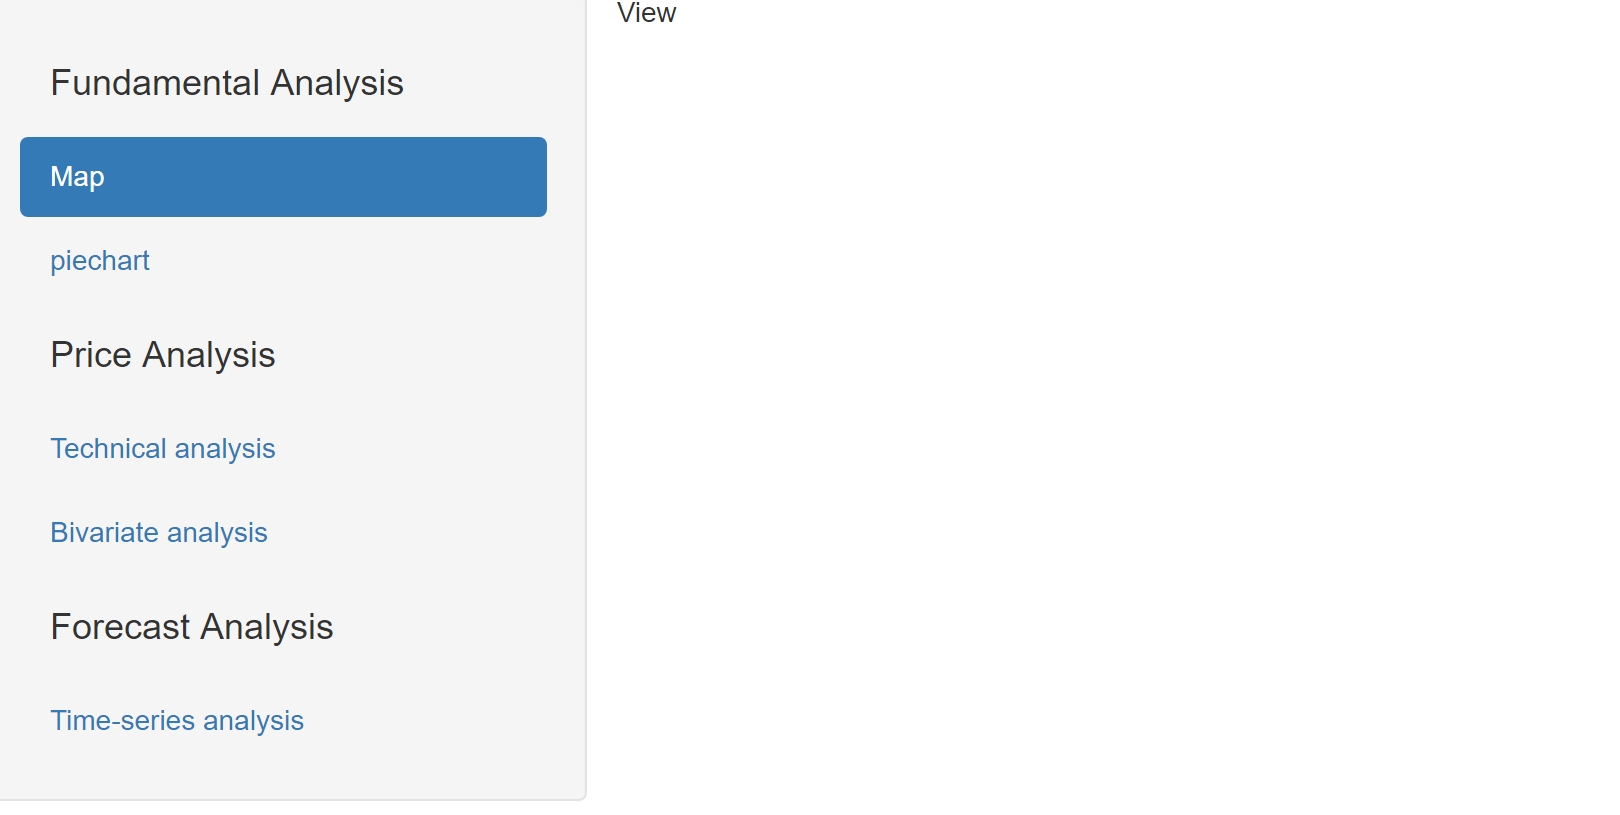 View
Fundamental Analysis
Map
piechart
Price Analysis
Technical analysis
Bivariate analysis
Forecast Analysis
Time-series analysis